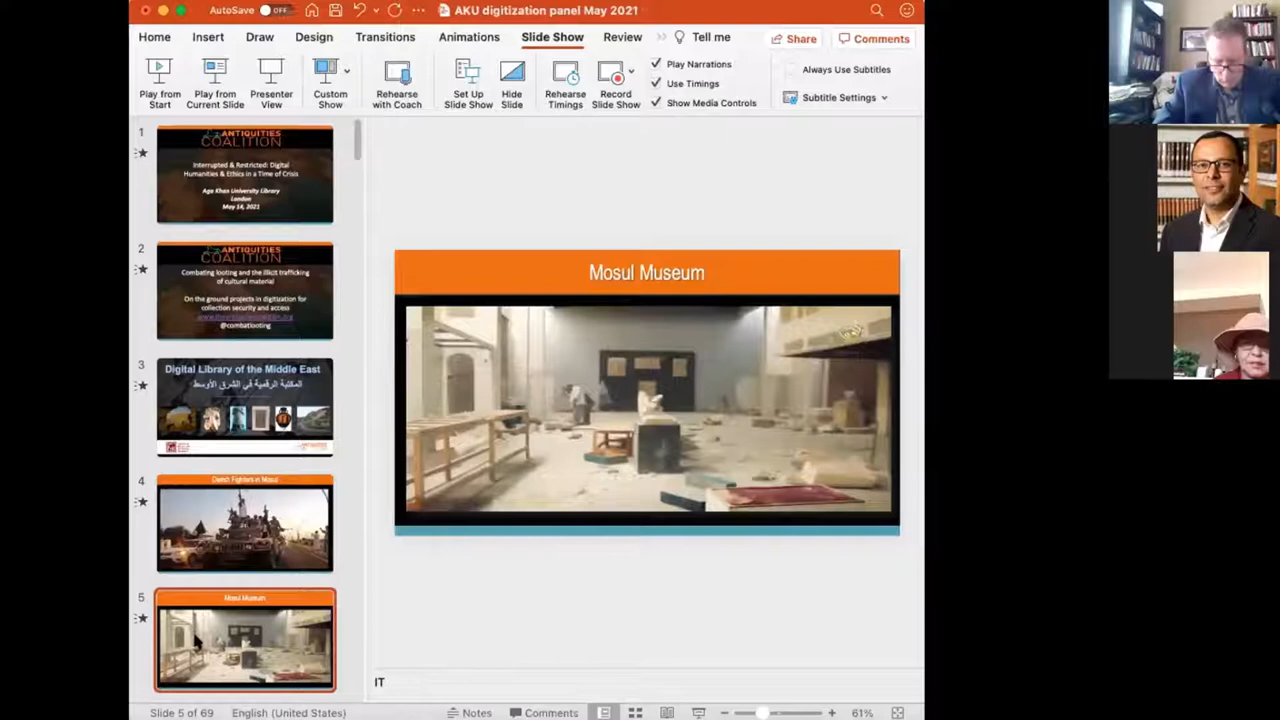 AutoSave OFF
AKU digitization panel May 2021
Home Insert Draw Design Transitions Animations Slide Show Review Tell me Share Comments
Play from Start
Play from Current Slide
Presenter View
Custom Show
Rehearse with Coach
Set Up Slide Show
Hide Slide
Rehearse Timings
Record Slide Show
Play Narrations
Use Timings
Show Media Controls
Always Use Subtitles
Subtitle Settings
1
ANTIQUITIES
COALITION
Interrupted & Restricted: Digital
Humanities & Ethics in a Time of Crisis
Aga Khan University Library
London
May 14, 2021
2
ANTIQUITIES
COALITION
Combating looting and the illicit trafficking
of cultural material
On the ground projects in digitization for
collection security and access
@combatlooting
3
Digital Library of the Middle East
المكتبة الرقمية في الشرق الأوسط
4
Daesh Fighters in Mosul
5
Mosul Museum
Mosul Museum
IT
Slide 5 of 69 English (United States) Notes Comments 61%